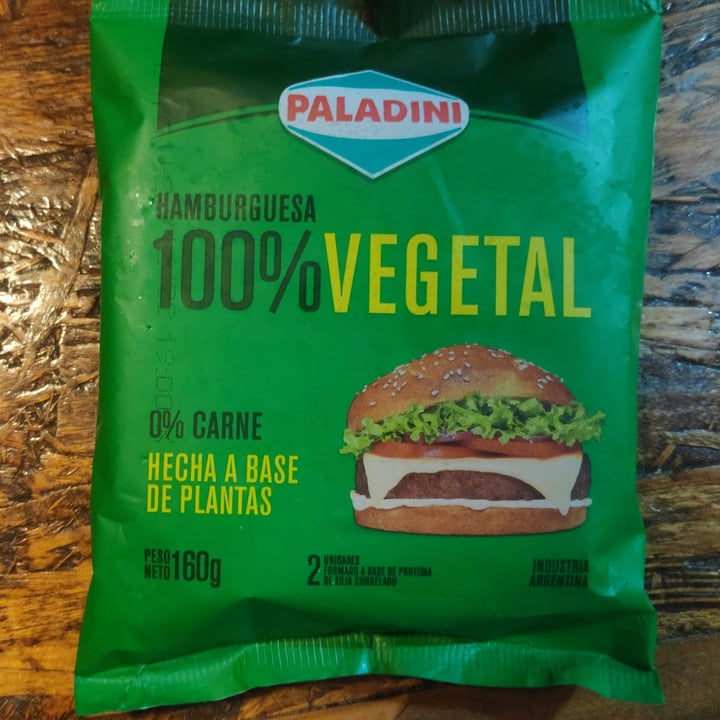 PALADINI
HAMBURGUESA
100% VEGETAL
0% CARNE
HECHA A BASE
DE PLANTAS
PESO
NETO 160g
2 UNIDADES
FORMADO A BASE DE PROTEÍNA
DE SOJA CONGELADO
INDUSTRIA
ARGENTINA